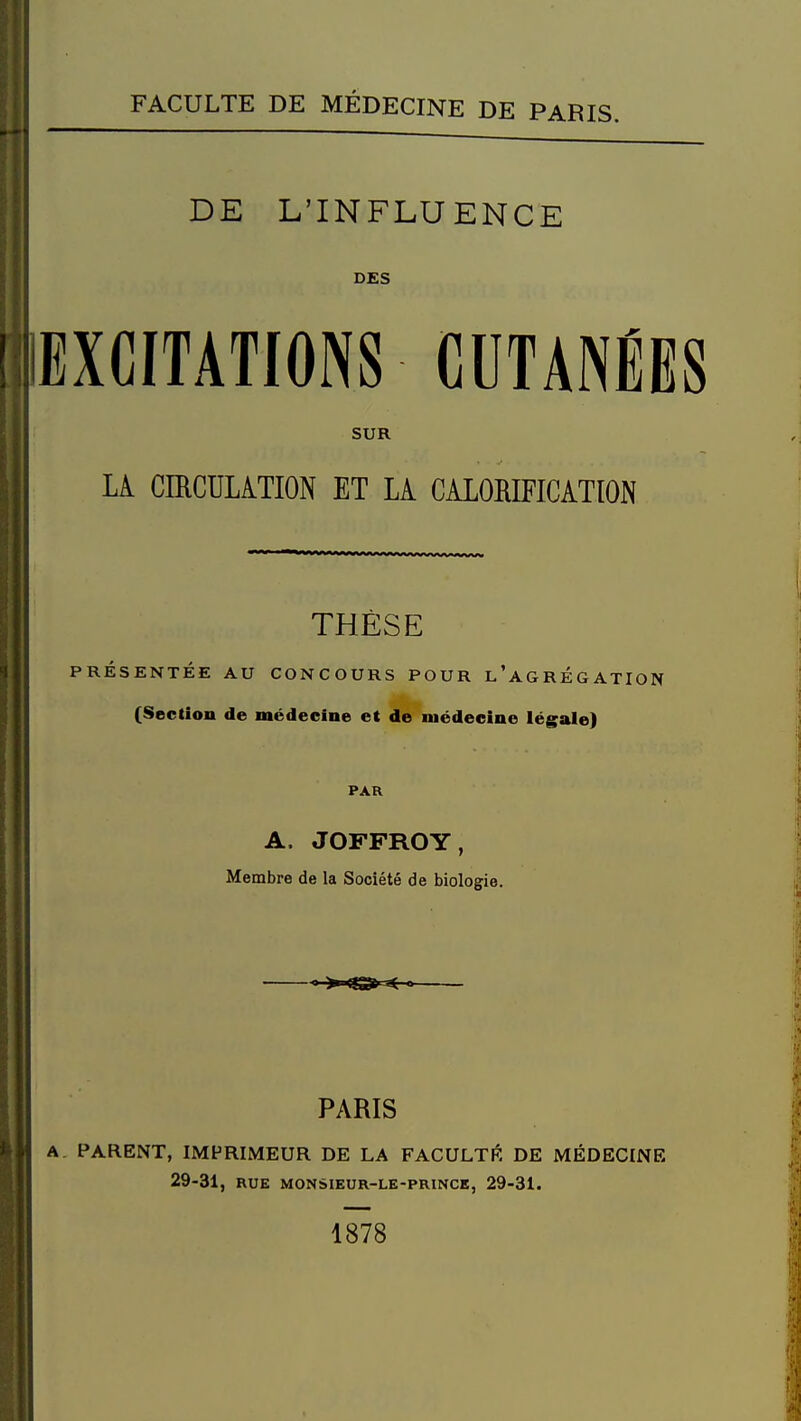 FACULTE DE MÉDECINE DE PARIS.
DE L'INFLUENCE
DES
EXCITATIONS CUTANÉES
SUR
LA CIRCULATION ET LA CALORIFICATION
THÈSE
PRÉSENTÉE AU CONCOURS POUR L'AGRÉGATION
(Section de médecine et de médecine légale)
PAR
A. JOFFROY,
Membre de la Société de biologie.
PARIS
A. PARENT, IMPRIMEUR DE LA FACULTÉ DE MÉDECINE
29-31, RUE MONSIEUR-LE-PRINCE, 29-31.
1878